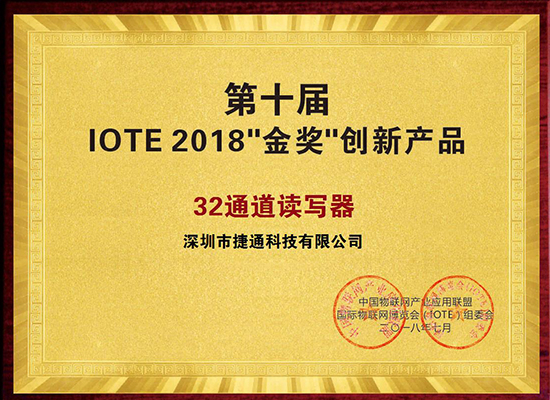 第十届
IOTE 2018"金奖"创新产品
32通道读写器
深圳市捷通科技有限公司
中国物联网产业应用联盟
国际物联网博览会（IOTE）组委会
二〇一八年七月